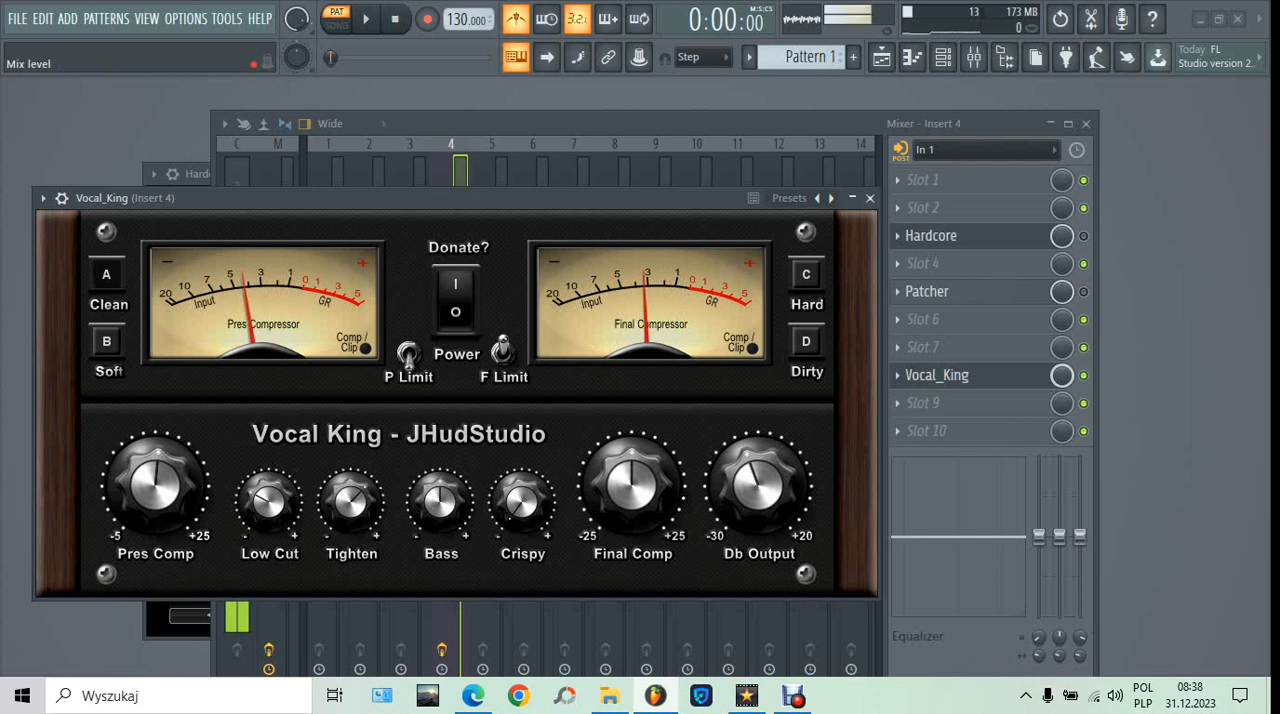 FILE EDIT ADD PATTERNS VIEW OPTIONS TOOLS HELP
PAT
SONG
130.000
3.2.
0:00:00
M:S:CS
13
173 MB
0
Mix level
Step
Pattern 1
Today FL
Studio version 2..
Wide
C M 1 2 3 4 5 6 7 8 9 10 11 12 13 14
Mixer - Insert 4
POST
In 1
Slot 1
Slot 2
Hardcore
Slot 4
Patcher
Slot 6
Slot 7
Vocal_King
Slot 9
Slot 10
Equalizer
Hard
Vocal_King (Insert 4)
Presets
A
Clean
B
Soft
20 10 7 5 3 1 0 1 3 5
Input GR
Pres Compressor
Comp/
Clip
Donate?
I
O
Power
P Limit
F Limit
20 10 7 5 3 1 0 1 3 5
Input GR
Final Compressor
Comp/
Clip
C
Hard
D
Dirty
Vocal King - JHudStudio
-5 +25
Pres Comp
- +
Low Cut
- +
Tighten
- +
Bass
- +
Crispy
-25 +25
Final Comp
-30 +20
Db Output
Wyszukaj
POL
PLP
08:38
31.12.2023